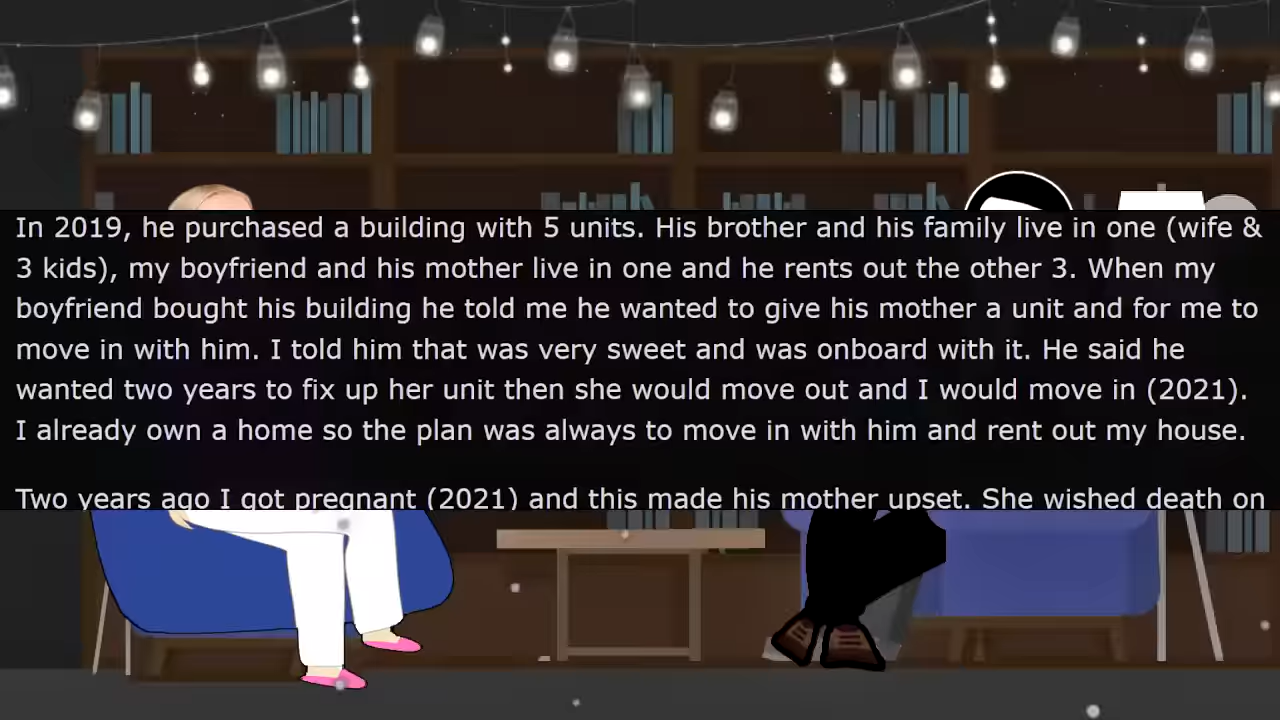 In 2019, he purchased a building with 5 units. His brother and his family live in one (wife &
3 kids), my boyfriend and his mother live in one and he rents out the other 3. When my
boyfriend bought his building he told me he wanted to give his mother a unit and for me to
move in with him. I told him that was very sweet and was onboard with it. He said he
wanted two years to fix up her unit then she would move out and I would move in (2021).
I already own a home so the plan was always to move in with him and rent out my house.
Two years ago I got pregnant (2021) and this made his mother upset. She wished death on